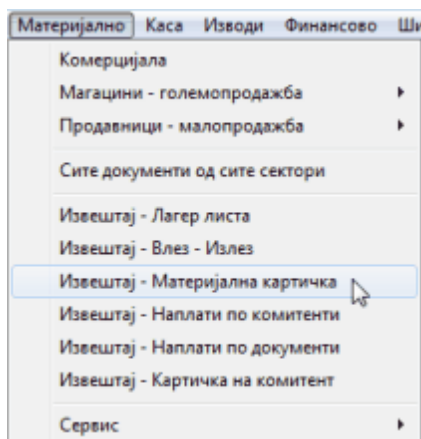 Материјално Каса Изводи Финансово
Комерцијала
Магацини - големопродажба
Продавници - малопродажба
Сите документи од сите сектори
Извештај - Лагер листа
Извештај - Влез - Излез
Извештај - Материјална картичка
Извештај - Наплати по комитенти
Извештај - Наплати по документи
Извештај - Картичка на комитент
Сервис